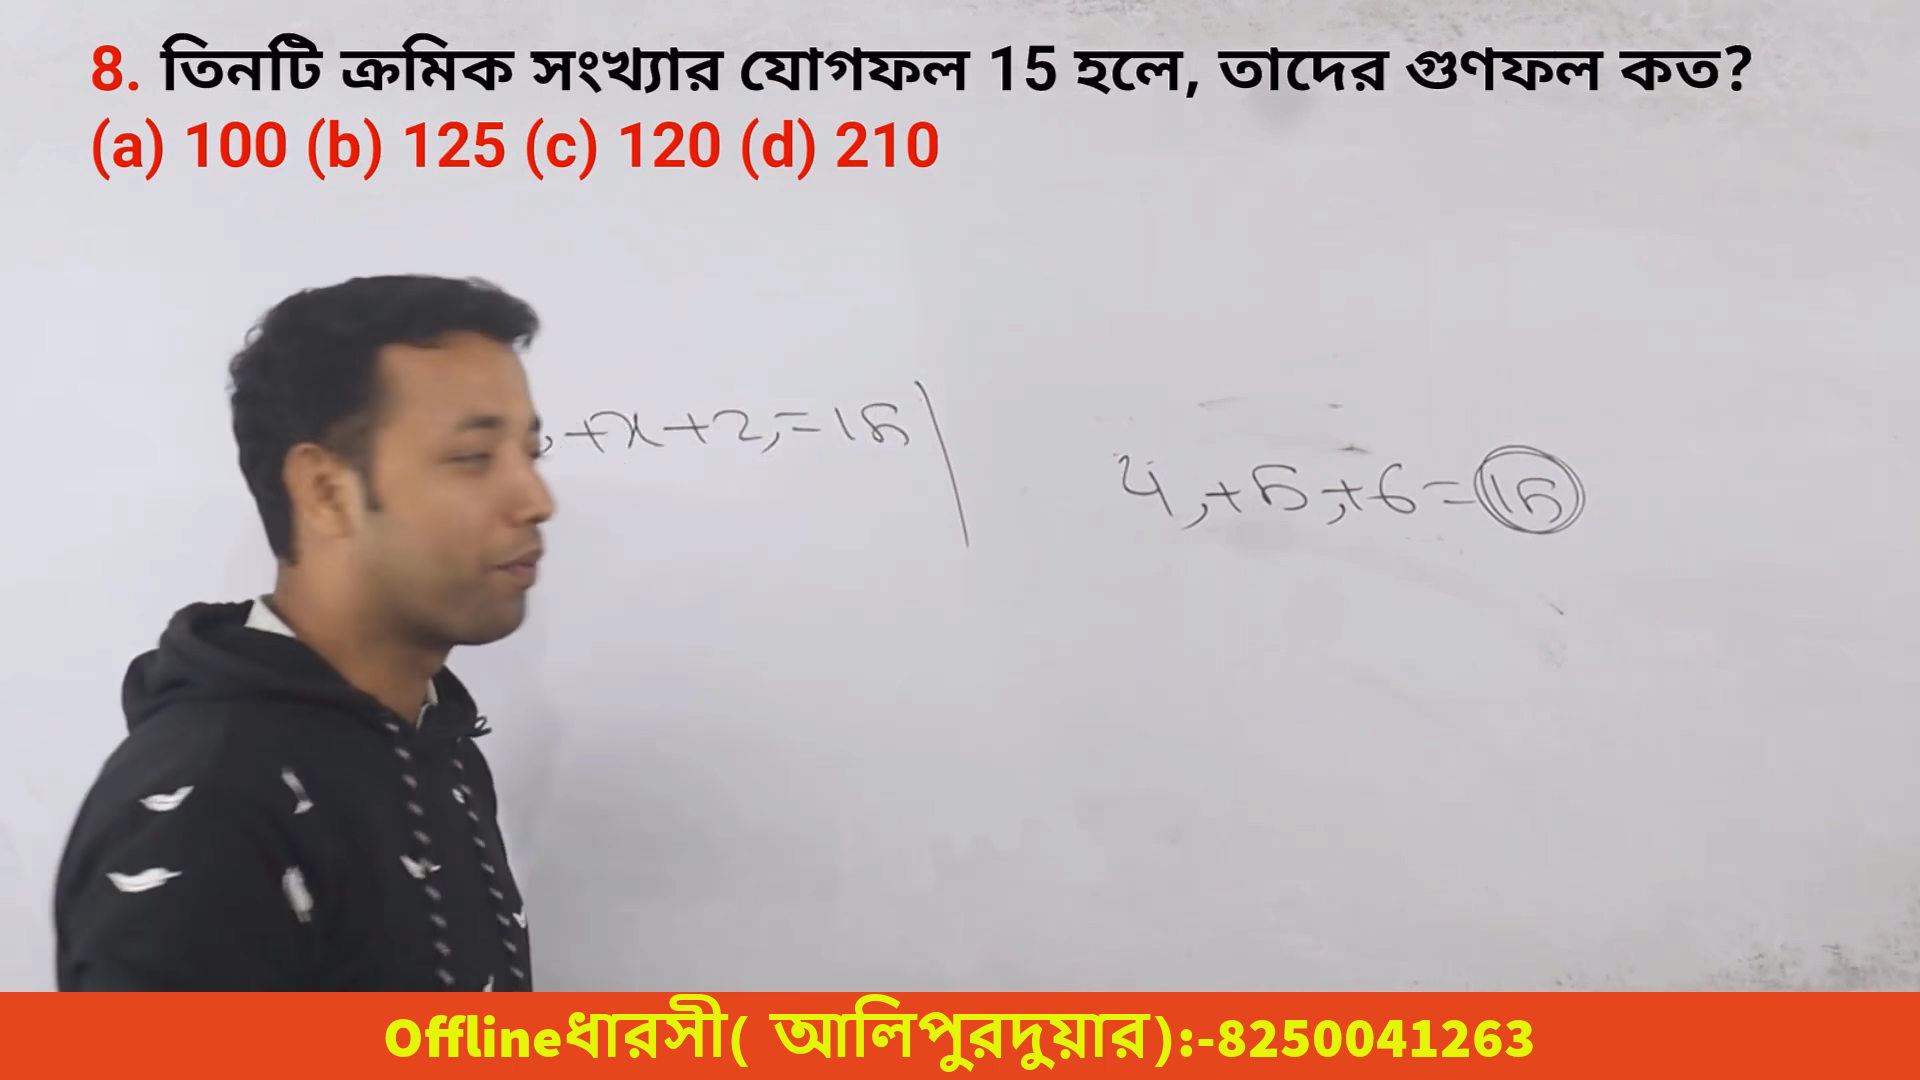 8. তিনটি ক্রমিক সংখ্যার যোগফল 15 হলে, তাদের গুণফল কত?
(a) 100 (b) 125 (c) 120 (d) 210
, +x+2,=15
4,+5,+6=15
Offlineধারসী( আলিপুরদুয়ার):-8250041263